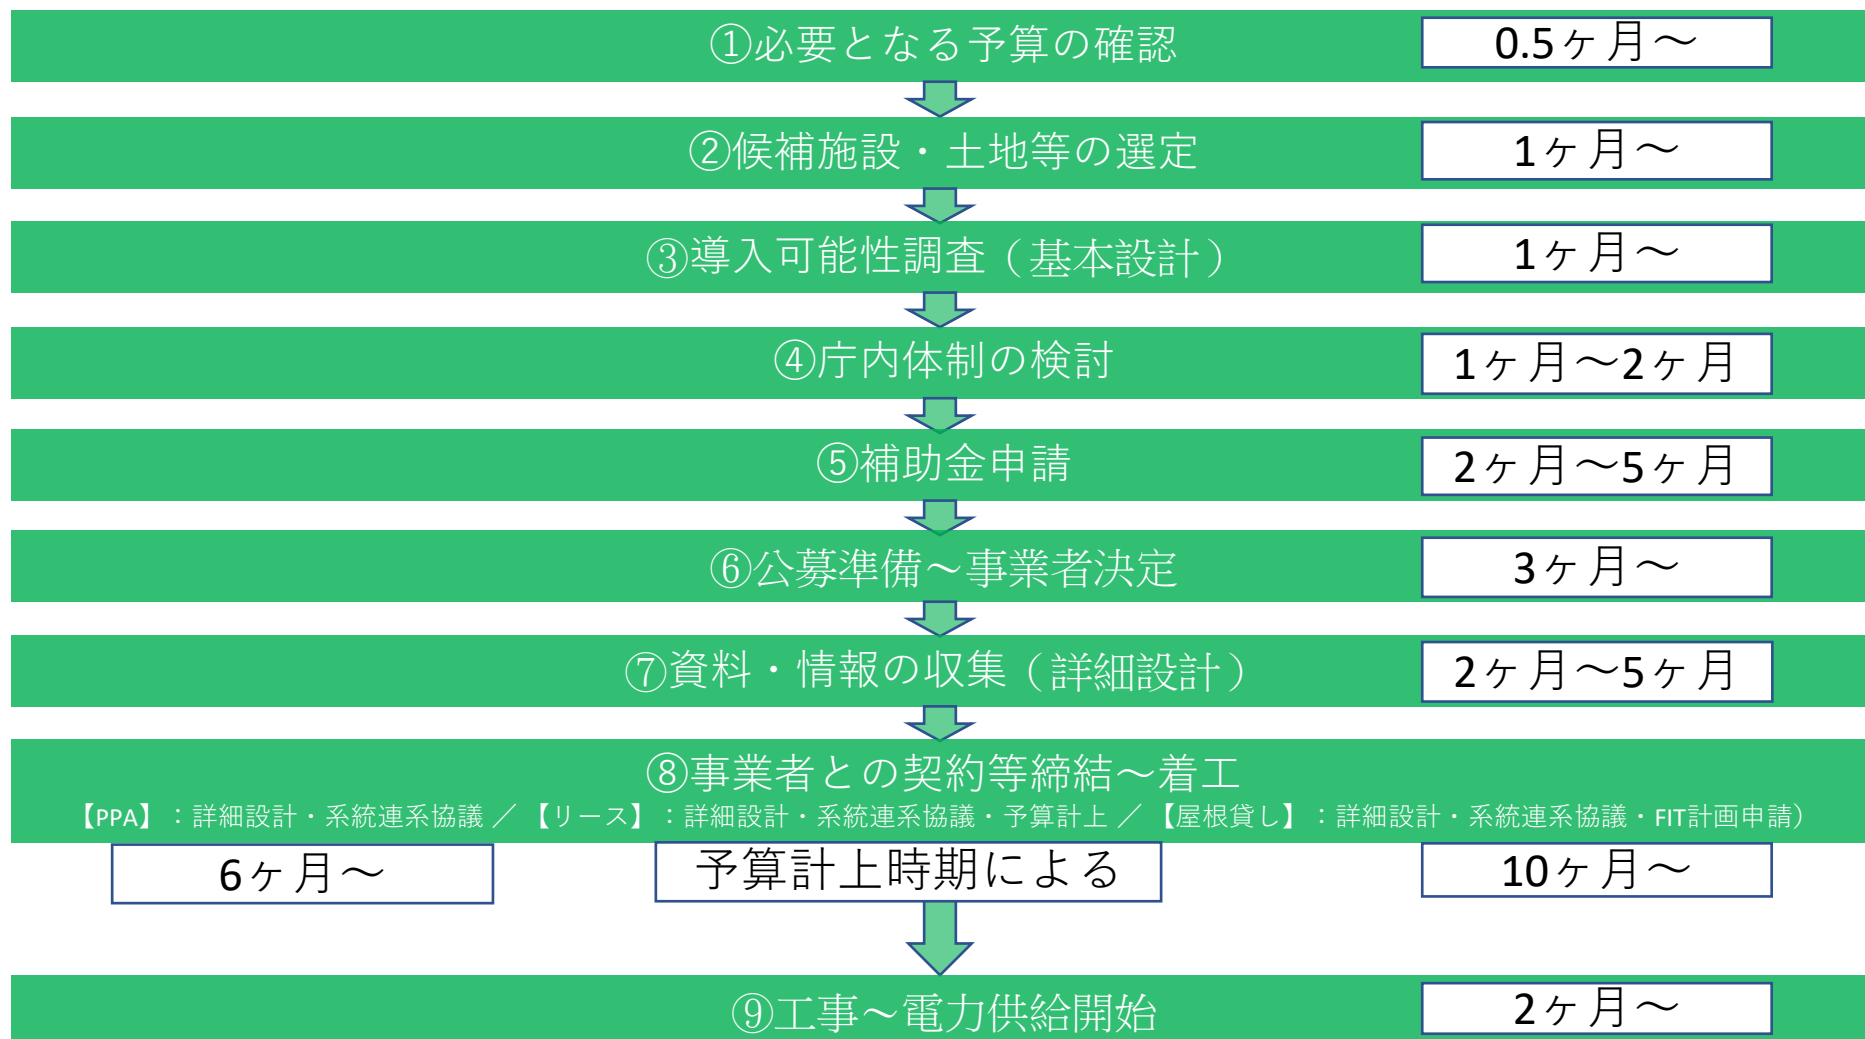 ①必要となる予算の確認
0.5ヶ月～
②候補施設・土地等の選定
1ヶ月～
③導入可能性調査（基本設計）
1ヶ月～
④庁内体制の検討
1ヶ月～2ヶ月
⑤補助金申請
2ヶ月～5ヶ月
⑥公募準備～事業者決定
3ヶ月～
⑦資料・情報の収集（詳細設計）
2ヶ月～5ヶ月
⑧事業者との契約等締結～着工
【PPA】：詳細設計・系統連系協議 ／ 【リース】：詳細設計・系統連系協議・予算計上 ／ 【屋根貸し】：詳細設計・系統連系協議・FIT計画申請）
6ヶ月～
予算計上時期による
10ヶ月～
⑨工事～電力供給開始
2ヶ月～